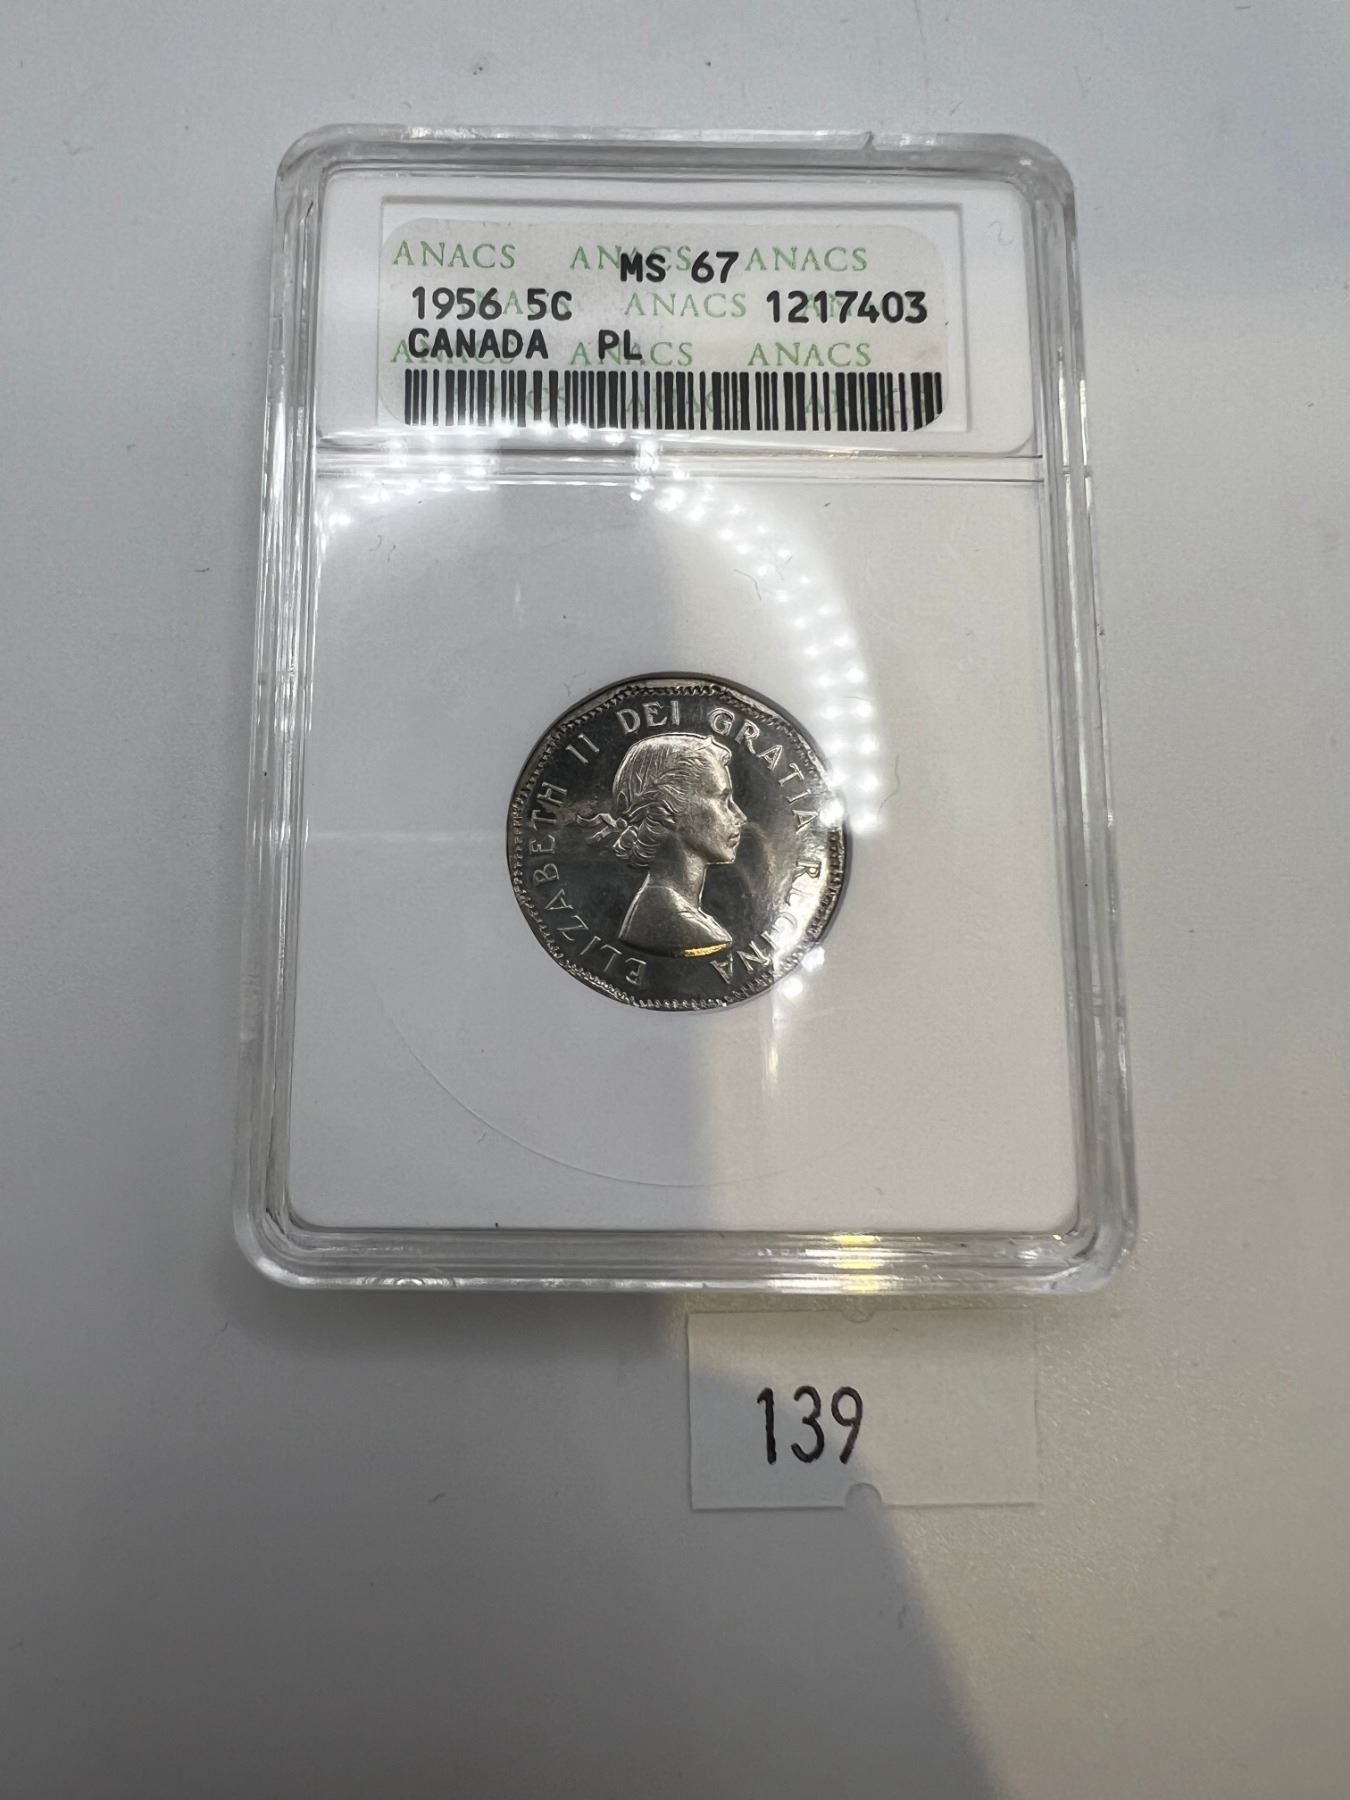 ANACS ANACS ANACS
MS 67
1956 5C ANACS 1217403
CANADA PL
ANACS ANACS ANACS
ELIZABETH II DEI GRATIA REGINA
139